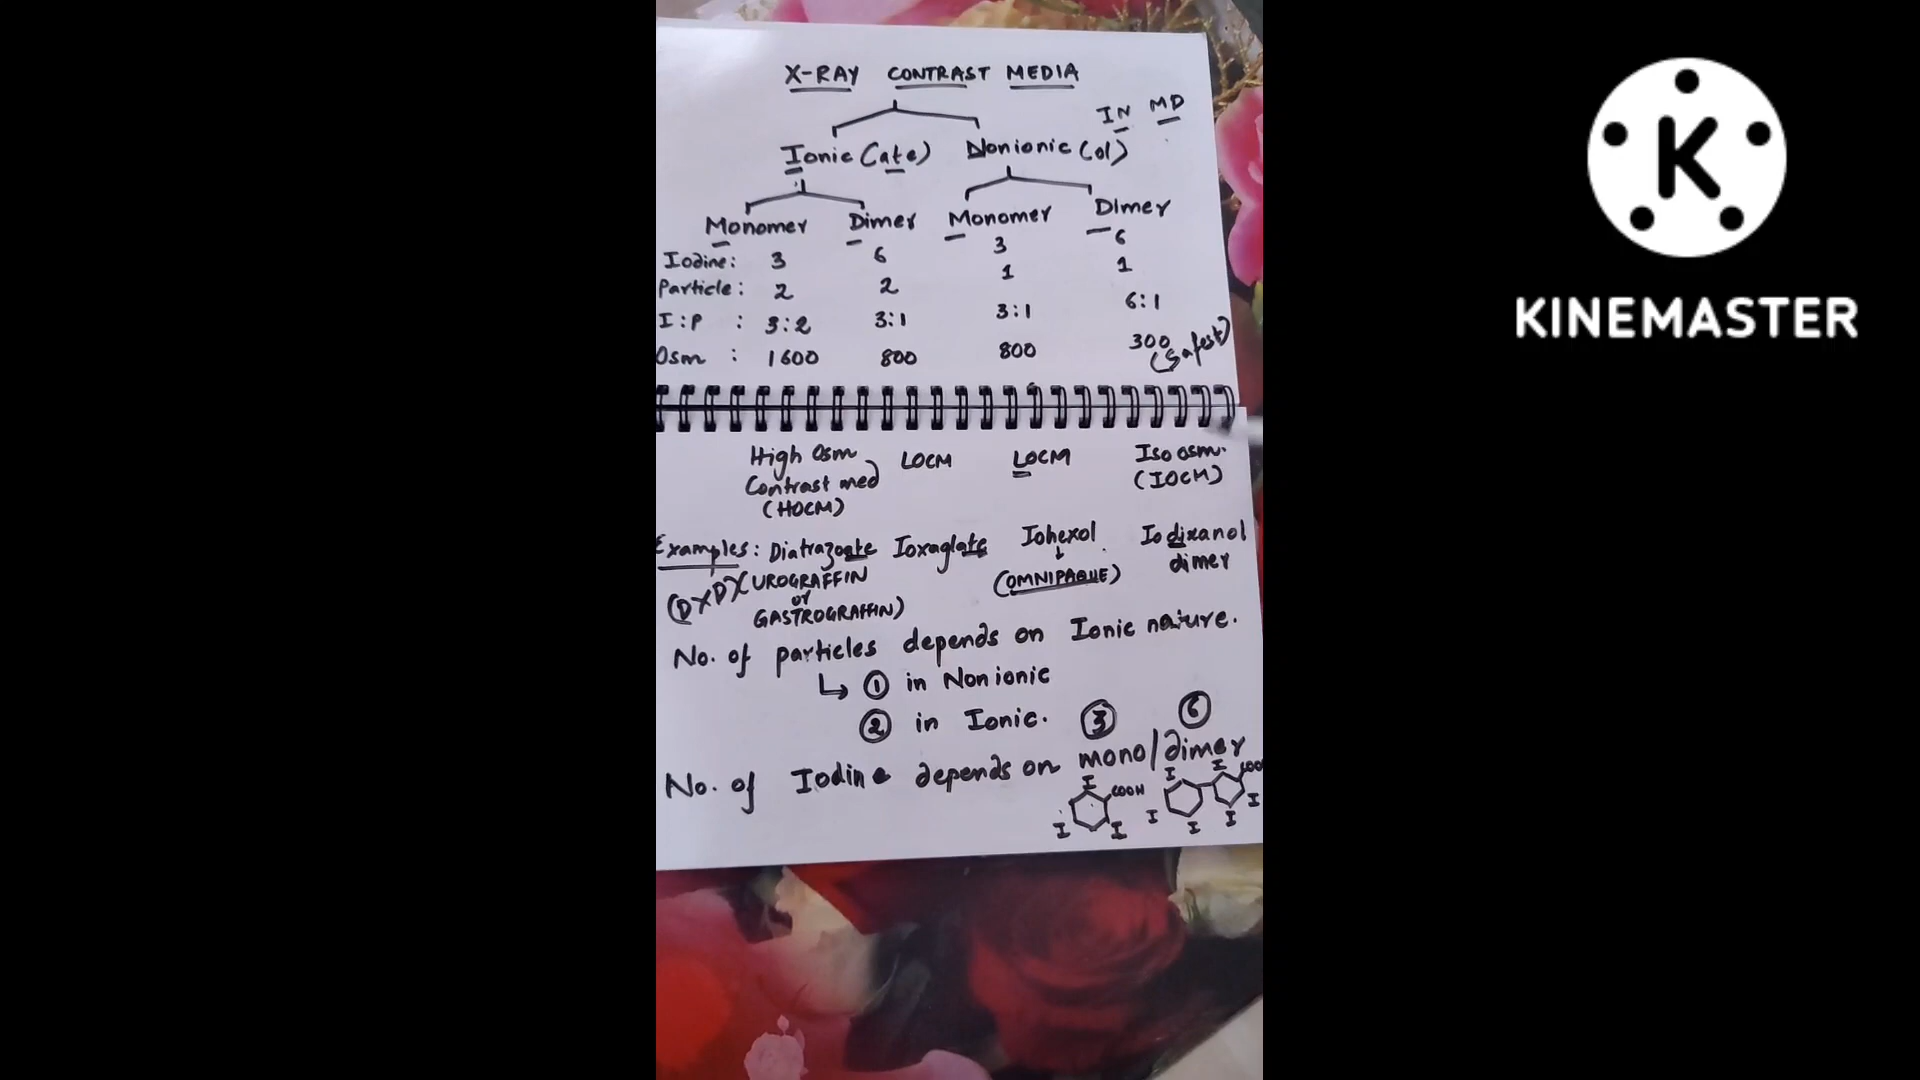 X-RAY CONTRAST MEDIA
IN MD
Ionic (ate) Nonionic (ol)
Monomer Dimer Monomer Dimer
Iodine: 3 6 3 6
Particle: 2 2 1 1
I:P : 3:2 3:1 3:1 6:1
Osm : 1600 800 800 300 (Safest)
High Osm LOCM LOCM Iso osm.
Contrast med (IOCM)
(HOCM)
Examples: Diatrazoate Ioxaglate Iohexol Iodixanol
(UROGRAFFIN (OMNIPAQUE) dimer
or
GASTROGRAFFIN)
No. of particles depends on Ionic nature.
↳ ① in Nonionic
② in Ionic. ③ ⑥
No. of Iodine depends on mono/dimer
I COOH I I COO
I I I I I I
K
KINEMASTER